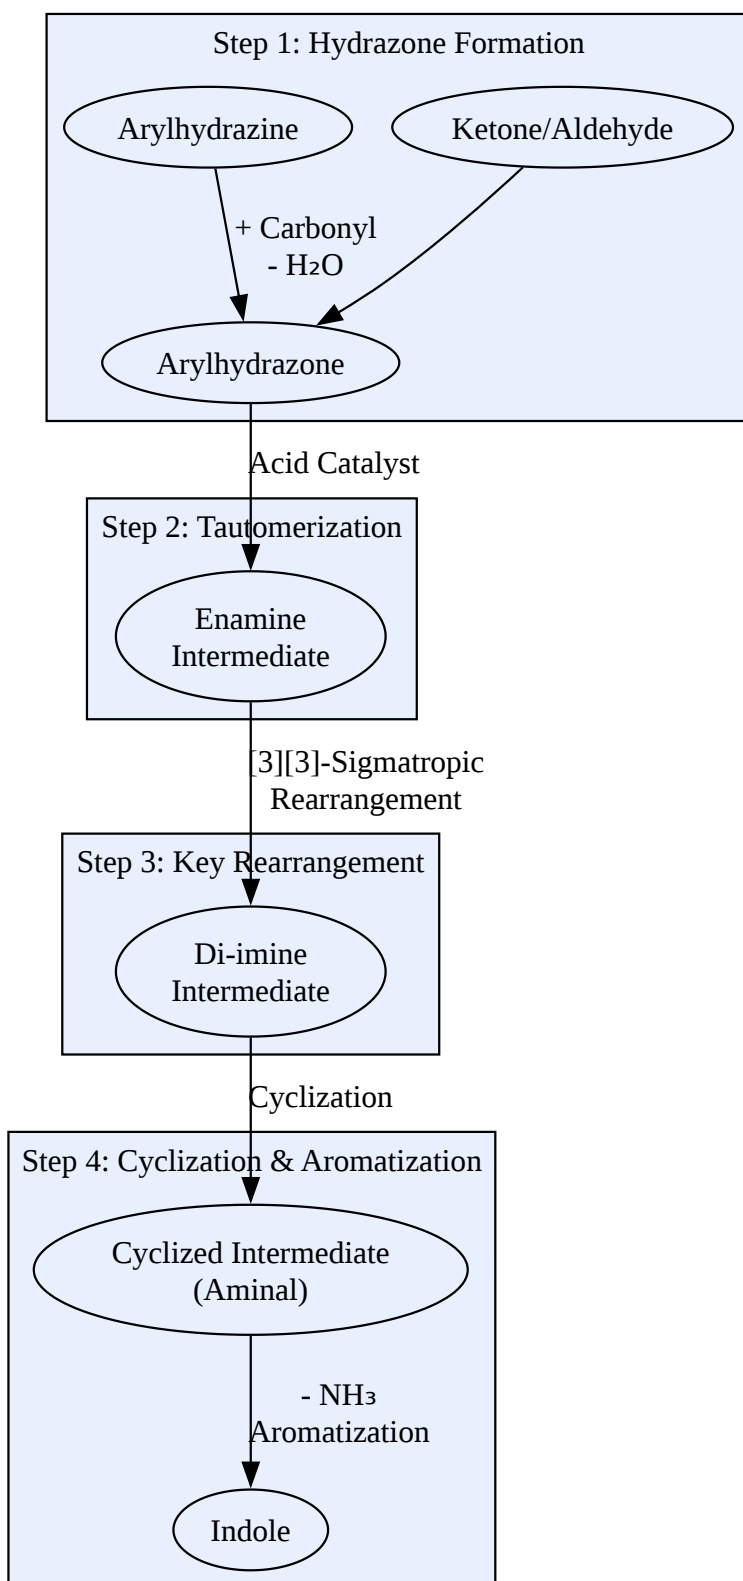 Step 1: Hydrazone Formation
Arylhydrazine
Ketone/Aldehyde
+ Carbonyl
- H₂O
Arylhydrazone
Acid Catalyst
Step 2: Tautomerization
Enamine
Intermediate
[3][3]-Sigmatropic
Rearrangement
Step 3: Key Rearrangement
Di-imine
Intermediate
Cyclization
Step 4: Cyclization & Aromatization
Cyclized Intermediate
(Aminal)
- NH₃
Aromatization
Indole